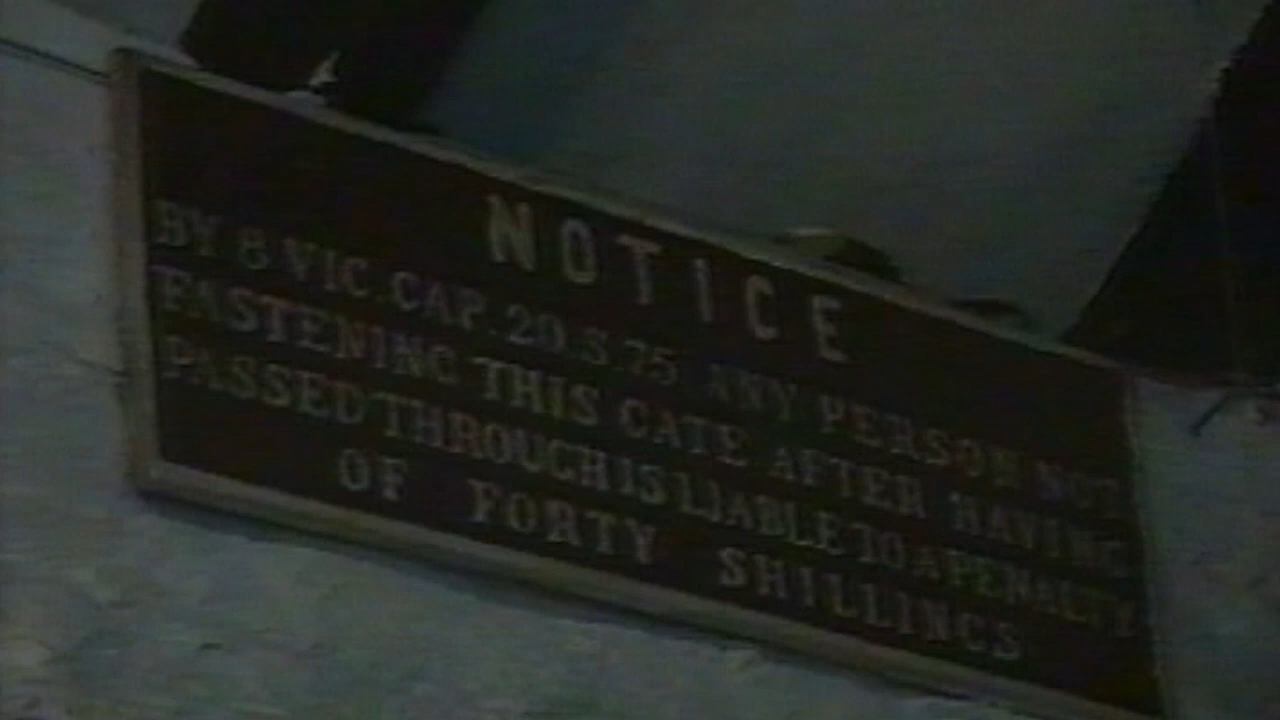 NOTICE
BY 8 VIC. CAP. 20. S. 75 ANY PERSON NOT
FASTENING THIS GATE AFTER HAVING
PASSED THROUGH IS LIABLE TO A PENALTY
OF FORTY SHILLINGS